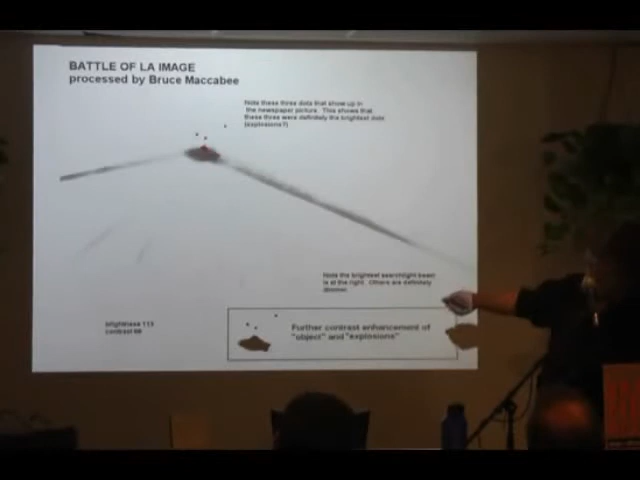 BATTLE OF LA IMAGE
processed by Bruce Maccabee
Note these three dots that show up in
the newspaper picture. This shows that
these three were definitely the brightest dots
(explosions?)
Note the brightest searchlight beam
is at the right. Others are definitely
dimmer.
brightness 113
contrast
Further contrast enhancement of
"object" and "explosions"